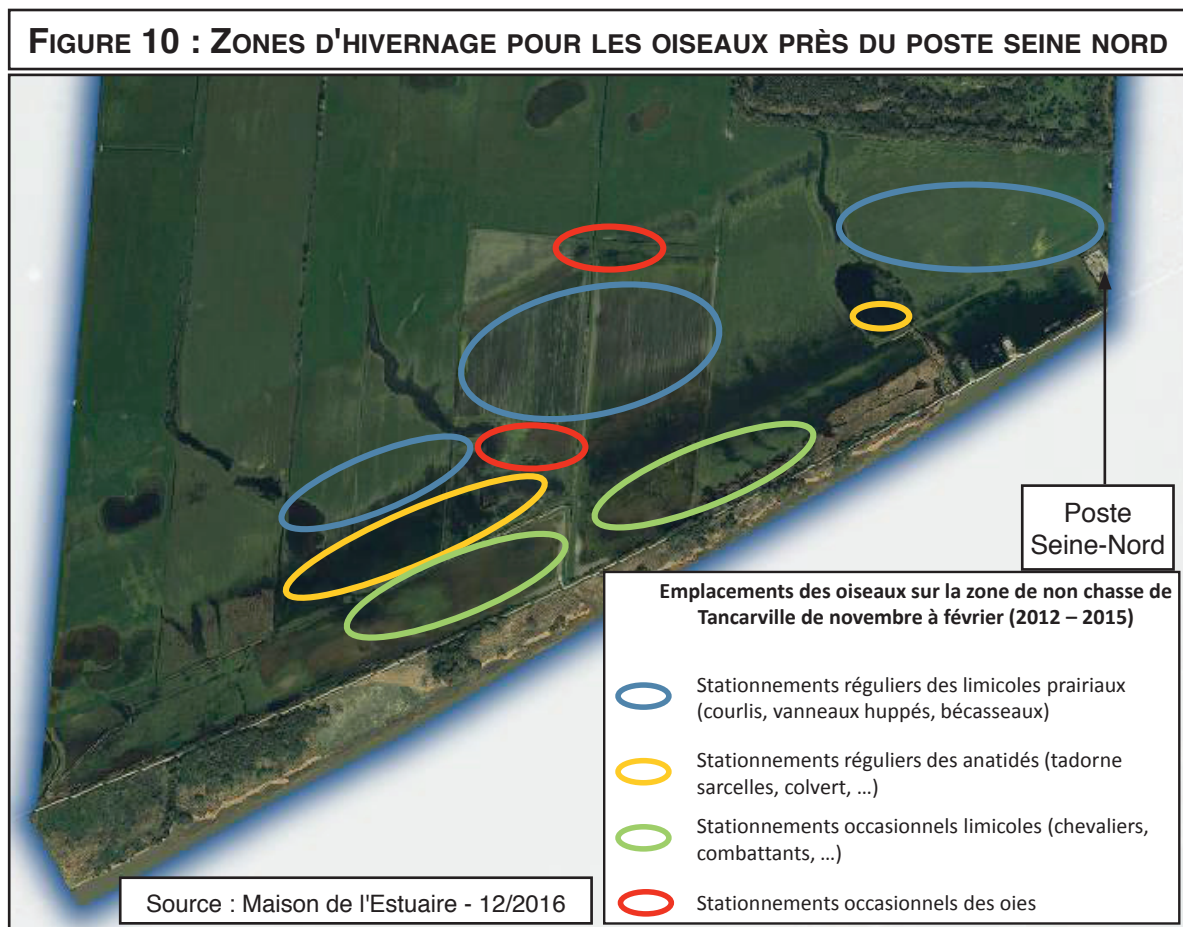 FIGURE 10 : ZONES D'HIVERNAGE POUR LES OISEAUX PRÈS DU POSTE SEINE NORD
Poste
Seine-Nord
Emplacements des oiseaux sur la zone de non chasse de
Tancarville de novembre à février (2012 – 2015)
Stationnements réguliers des limicoles prairiaux
(courlis, vanneaux huppés, bécasseaux)
Stationnements réguliers des anatidés (tadorne
sarcelles, colvert, ...)
Stationnements occasionnels limicoles (chevaliers,
combattants, ...)
Stationnements occasionnels des oies
Source : Maison de l'Estuaire - 12/2016